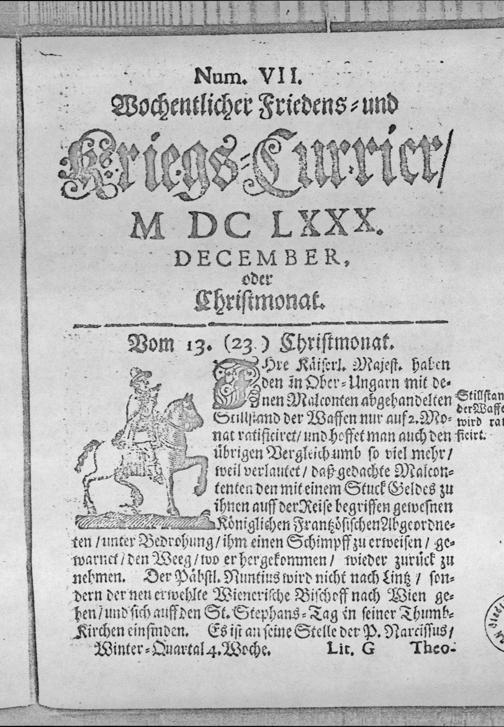 Num. VII.
Wochentlicher Friedens- und
Kriegs-Currier/
M DC LXXX.
DECEMBER,
oder
Christmonat.
Vom 13. (23.) Christmonat.
IHre Käiserl. Majest. haben
den in Ober-Ungarn mit de-
nen Malconten abgehandelten
Stillstand der Waffen nur auf 2. Mo-
nat ratificiret/ und hoffet man auch den
übrigen Vergleich umb so viel mehr/
weil verlautet/ daß gedachte Malcon-
tenten den mit einem Stuck Geldes zu
ihnen auff der Reise begriffen gewesnen
Königlichen Frantzösischen Abgeordne-
ten/ unter Bedrohung/ ihm einen Schimpff zu erweisen/ ge-
warnet/ den Weeg/ wo er hergekommen/ wieder zurück zu
nehmen. Der Päbstl. Nuntius wird nicht nach Lintz/ son-
dern der neu erwehlte Wienerische Bischoff nach Wien ge-
hen/ und sich auff den St. Stephans-Tag in seiner Thumb-
Kirchen einfinden. Es ist an seine Stelle der P. Narcissus/
Winter-Quartal 4. Woche. Lit. G Theo-
Stillstan
der Waffe
wird rat
ficirt.